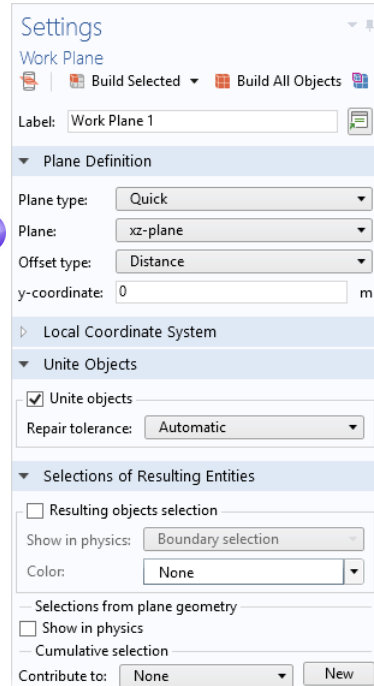 Settings
Work Plane
Build Selected Build All Objects
Label: Work Plane 1
Plane Definition
Plane type: Quick
Plane: xz-plane
Offset type: Distance
y-coordinate: 0 m
Local Coordinate System
Unite Objects
Unite objects
Repair tolerance: Automatic
Selections of Resulting Entities
Resulting objects selection
Show in physics: Boundary selection
Color: None
Selections from plane geometry
Show in physics
Cumulative selection
Contribute to: None New